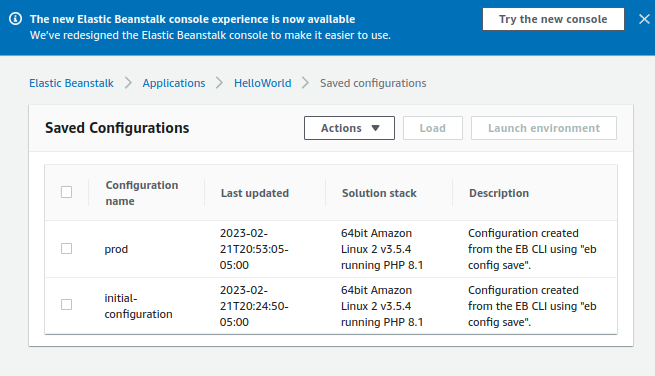 The new Elastic Beanstalk console experience is now available
We've redesigned the Elastic Beanstalk console to make it easier to use.
Try the new console
Elastic Beanstalk > Applications > HelloWorld > Saved configurations
Saved Configurations
Actions
Load
Launch environment
Configuration
name
Last updated
Solution stack
Description
prod
2023-02-
21T20:53:05-
05:00
64bit Amazon
Linux 2 v3.5.4
running PHP 8.1
Configuration created
from the EB CLI using "eb
config save".
initial-
configuration
2023-02-
21T20:24:50-
05:00
64bit Amazon
Linux 2 v3.5.4
running PHP 8.1
Configuration created
from the EB CLI using "eb
config save".